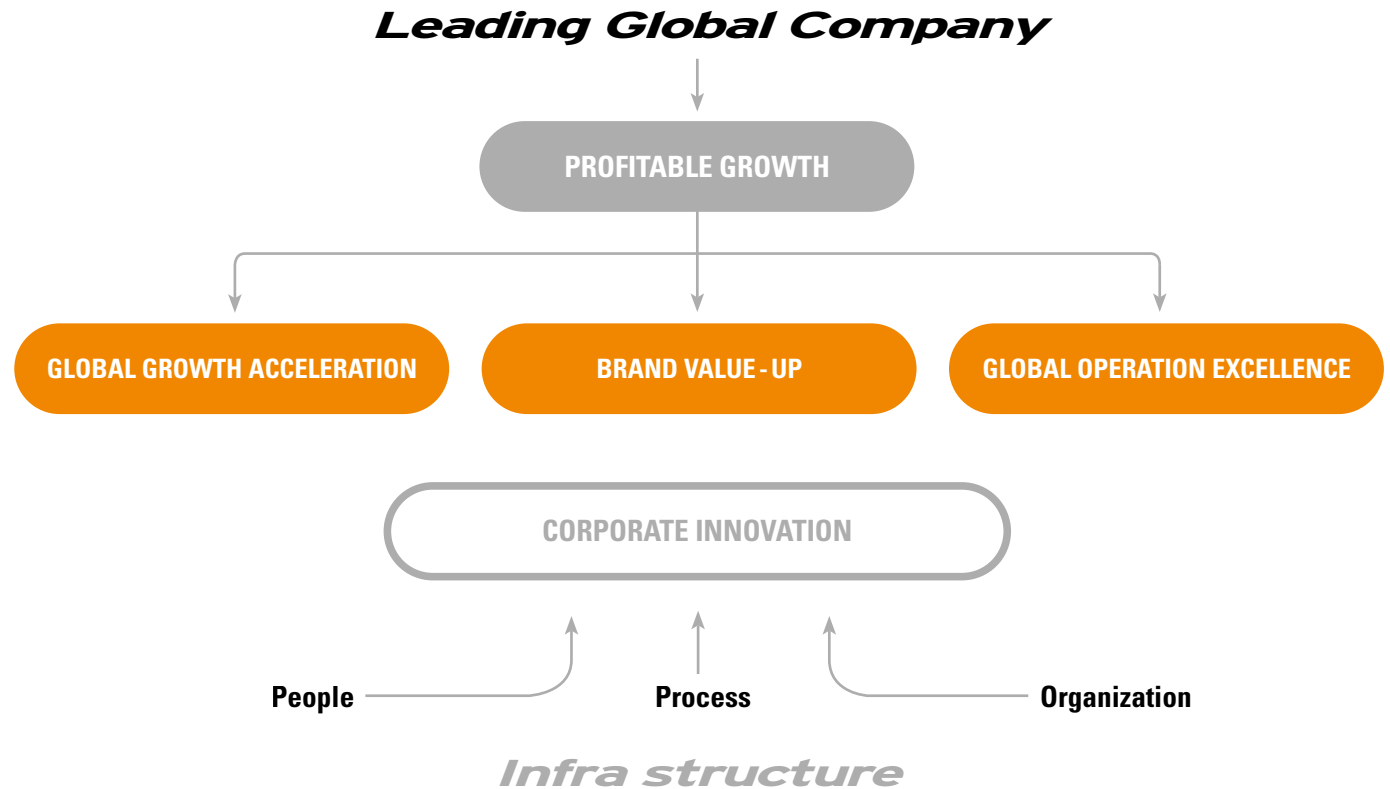 Leading Global Company
PROFITABLE GROWTH
GLOBAL GROWTH ACCELERATION
BRAND VALUE-UP
GLOBAL OPERATION EXCELLENCE
CORPORATE INNOVATION
People
Process
Organization
Infra structure